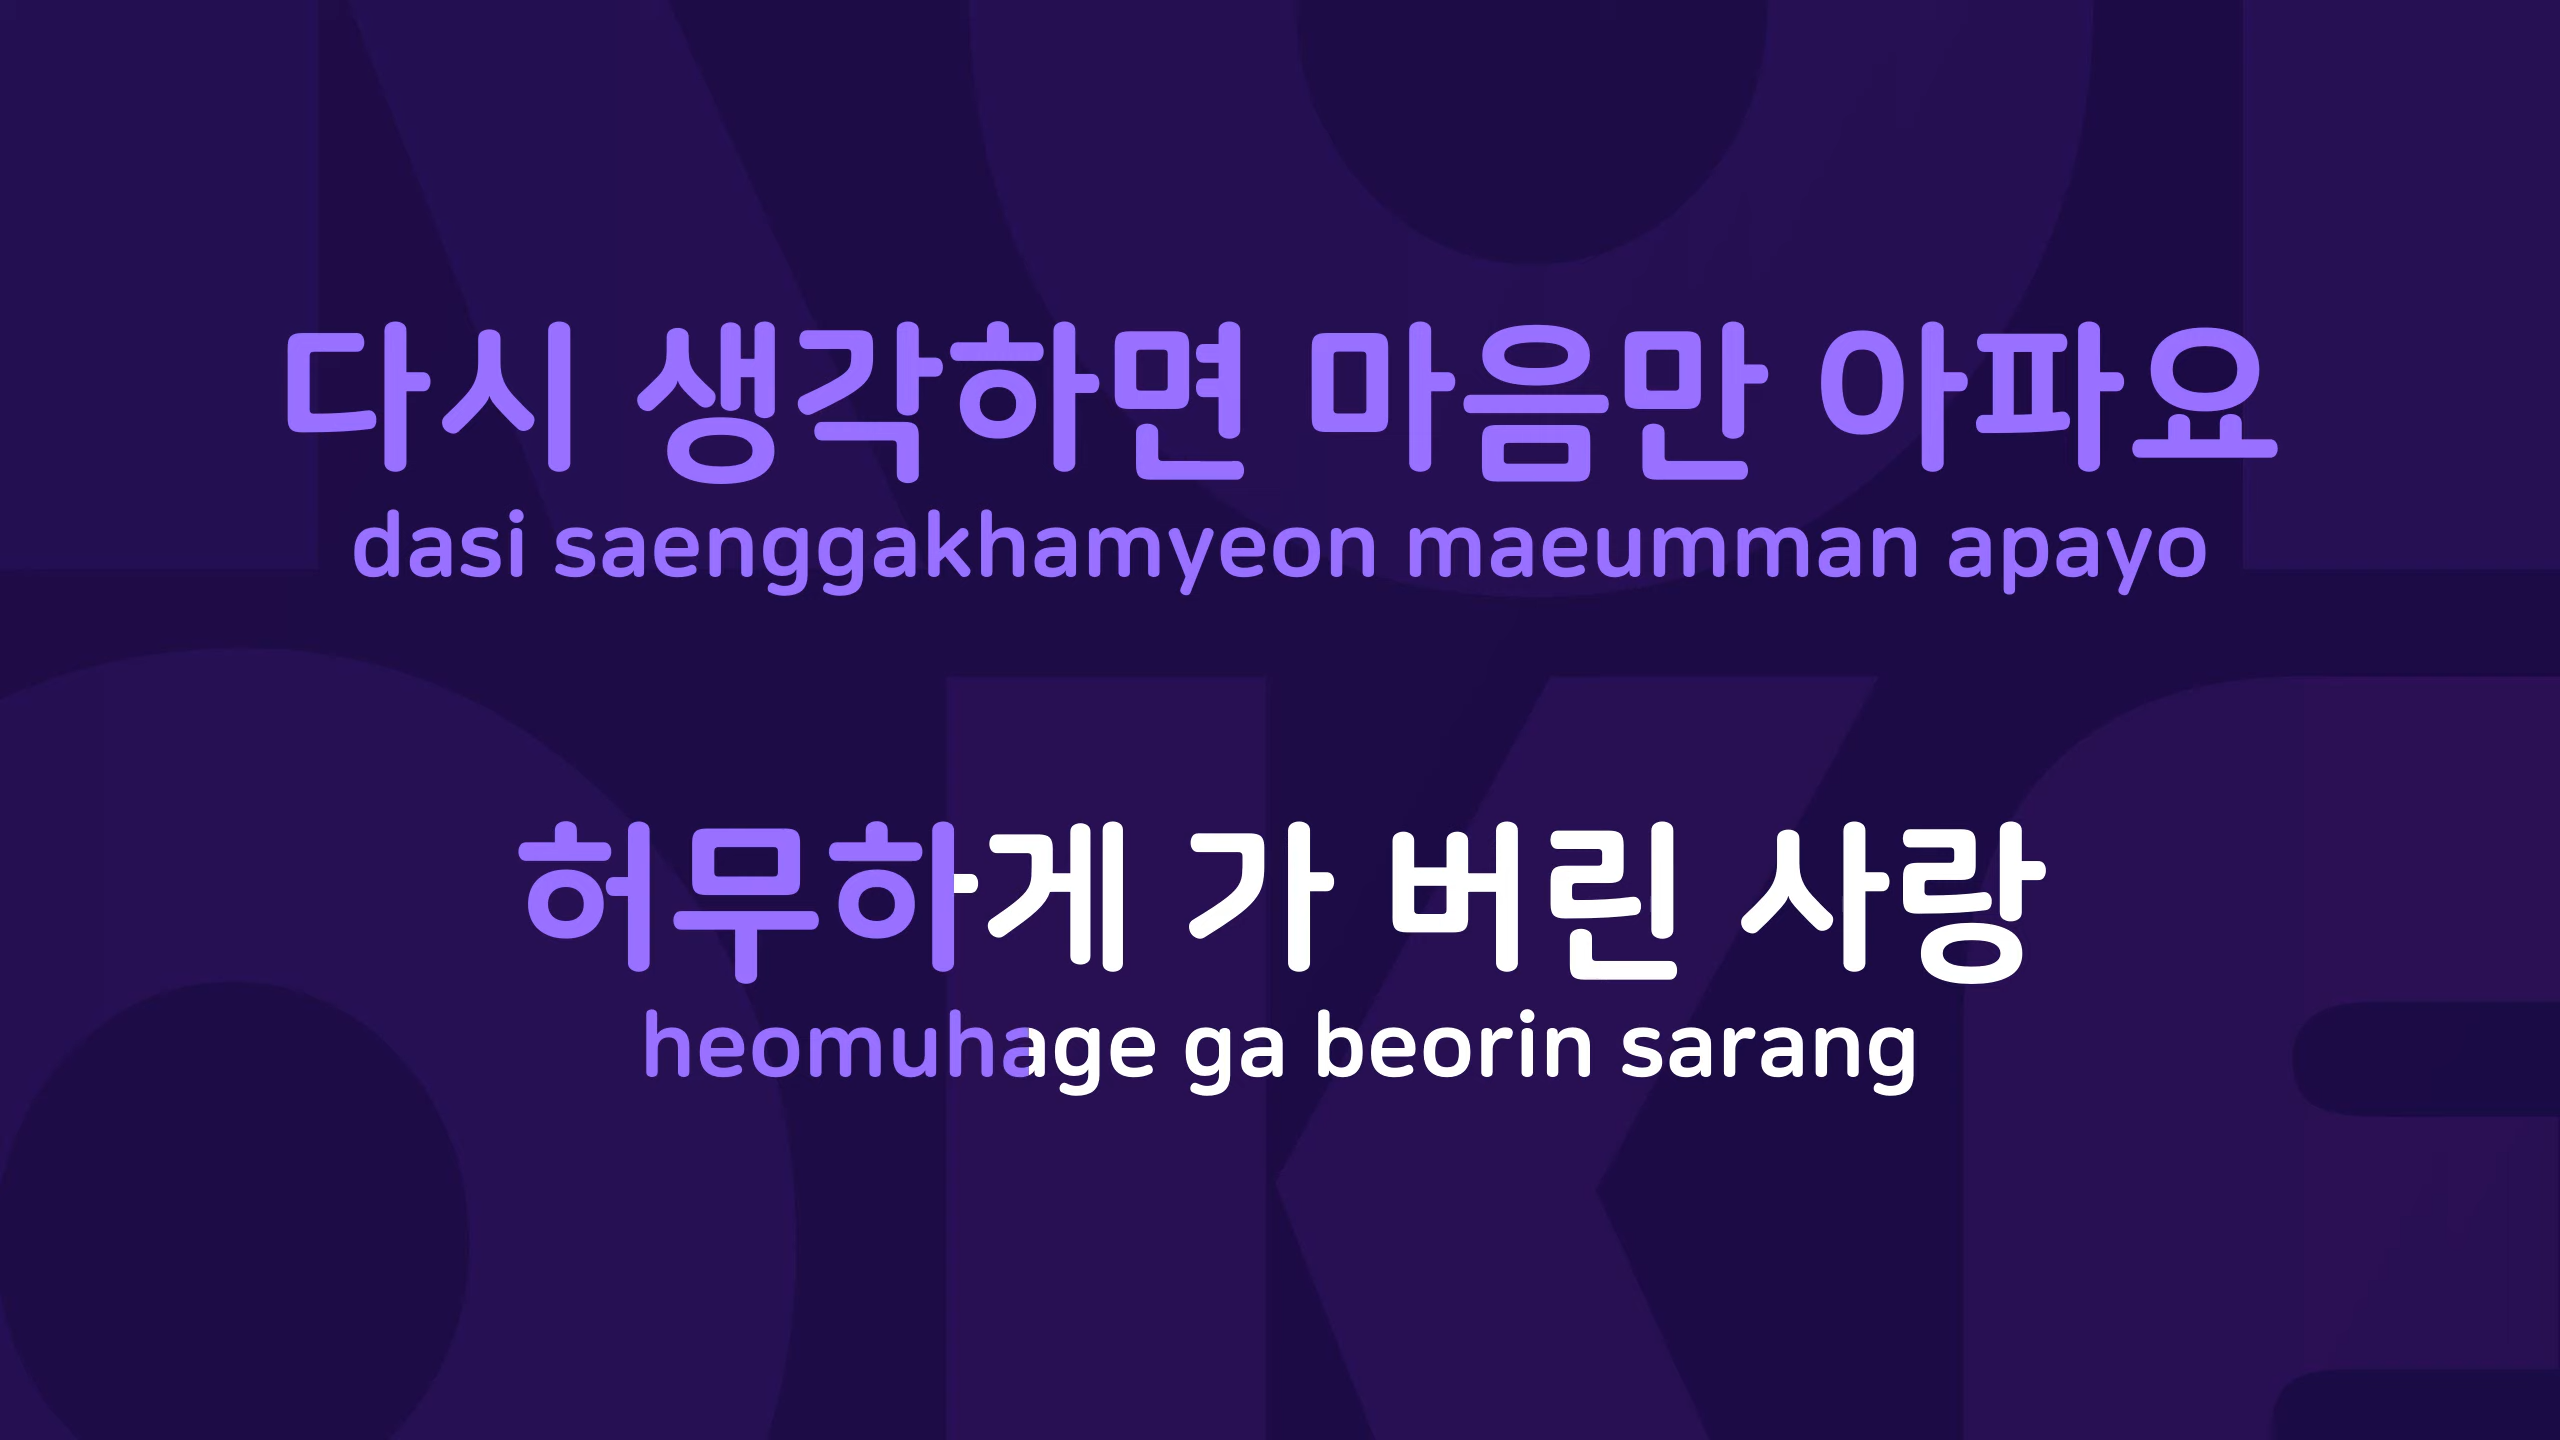 다시 생각하면 마음만 아파요
dasi saenggakhamyeon maeumman apayo
허무하게 가 버린 사랑
heomuhage ga beorin sarang